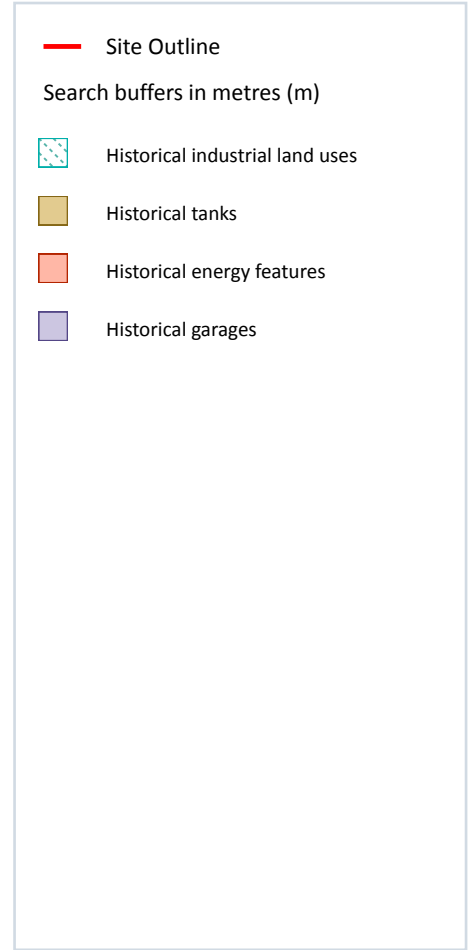 Site Outline
Search buffers in metres (m)
Historical industrial land uses
Historical tanks
Historical energy features
Historical garages